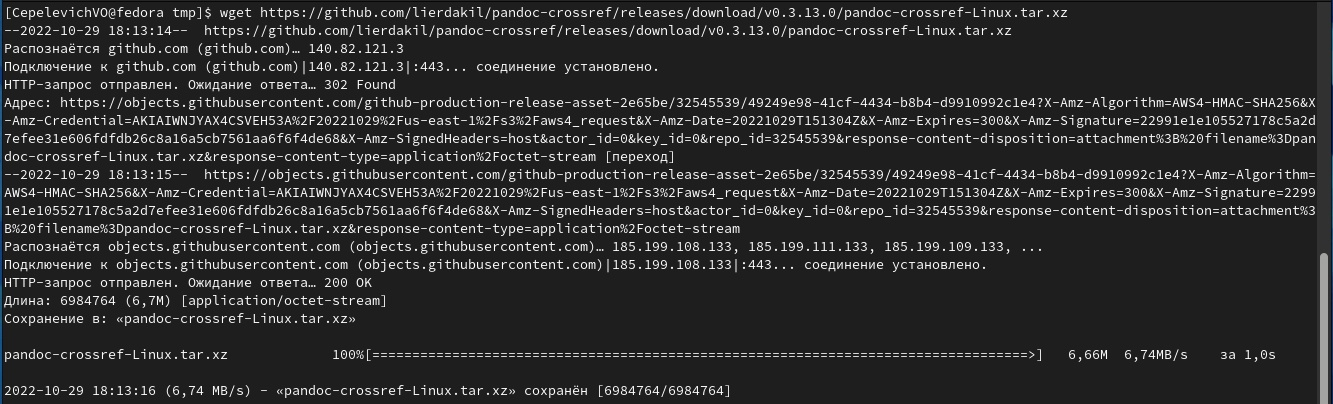 [CepelevichVO@fedora tmp]$ wget https://github.com/lierdakil/pandoc-crossref/releases/download/v0.3.13.0/pandoc-crossref-Linux.tar.xz
--2022-10-29 18:13:14--  https://github.com/lierdakil/pandoc-crossref/releases/download/v0.3.13.0/pandoc-crossref-Linux.tar.xz
Распознаётся github.com (github.com)… 140.82.121.3
Подключение к github.com (github.com)|140.82.121.3|:443... соединение установлено.
HTTP-запрос отправлен. Ожидание ответа… 302 Found
Адрес: https://objects.githubusercontent.com/github-production-release-asset-2e65be/32545539/49249e98-41cf-4434-b8b4-d9910992c1e4?X-Amz-Algorithm=AWS4-HMAC-SHA256&X
-Amz-Credential=AKIAIWNJYAX4CSVEH53A%2F20221029%2Fus-east-1%2Fs3%2Faws4_request&X-Amz-Date=20221029T151304Z&X-Amz-Expires=300&X-Amz-Signature=22991e1e105527178c5a2d
7efee31e606fdfdb26c8a16a5cb7561aa6f6f4de68&X-Amz-SignedHeaders=host&actor_id=0&key_id=0&repo_id=32545539&response-content-disposition=attachment%3B%20filename%3Dpan
doc-crossref-Linux.tar.xz&response-content-type=application%2Foctet-stream [переход]
--2022-10-29 18:13:15--  https://objects.githubusercontent.com/github-production-release-asset-2e65be/32545539/49249e98-41cf-4434-b8b4-d9910992c1e4?X-Amz-Algorithm=
AWS4-HMAC-SHA256&X-Amz-Credential=AKIAIWNJYAX4CSVEH53A%2F20221029%2Fus-east-1%2Fs3%2Faws4_request&X-Amz-Date=20221029T151304Z&X-Amz-Expires=300&X-Amz-Signature=2299
1e1e105527178c5a2d7efee31e606fdfdb26c8a16a5cb7561aa6f6f4de68&X-Amz-SignedHeaders=host&actor_id=0&key_id=0&repo_id=32545539&response-content-disposition=attachment%3
B%20filename%3Dpandoc-crossref-Linux.tar.xz&response-content-type=application%2Foctet-stream
Распознаётся objects.githubusercontent.com (objects.githubusercontent.com)… 185.199.108.133, 185.199.111.133, 185.199.109.133, ...
Подключение к objects.githubusercontent.com (objects.githubusercontent.com)|185.199.108.133|:443... соединение установлено.
HTTP-запрос отправлен. Ожидание ответа… 200 OK
Длина: 6984764 (6,7M) [application/octet-stream]
Сохранение в: «pandoc-crossref-Linux.tar.xz»
pandoc-crossref-Linux.tar.xz             100%[==================================================================================>]   6,66M  6,74MB/s    за 1,0s
2022-10-29 18:13:16 (6,74 MB/s) - «pandoc-crossref-Linux.tar.xz» сохранён [6984764/6984764]